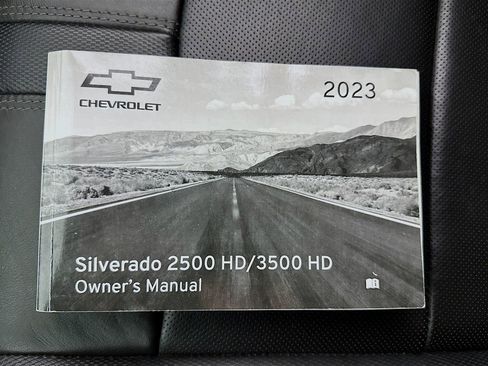 2023
CHEVROLET
Silverado 2500 HD/3500 HD
Owner's Manual